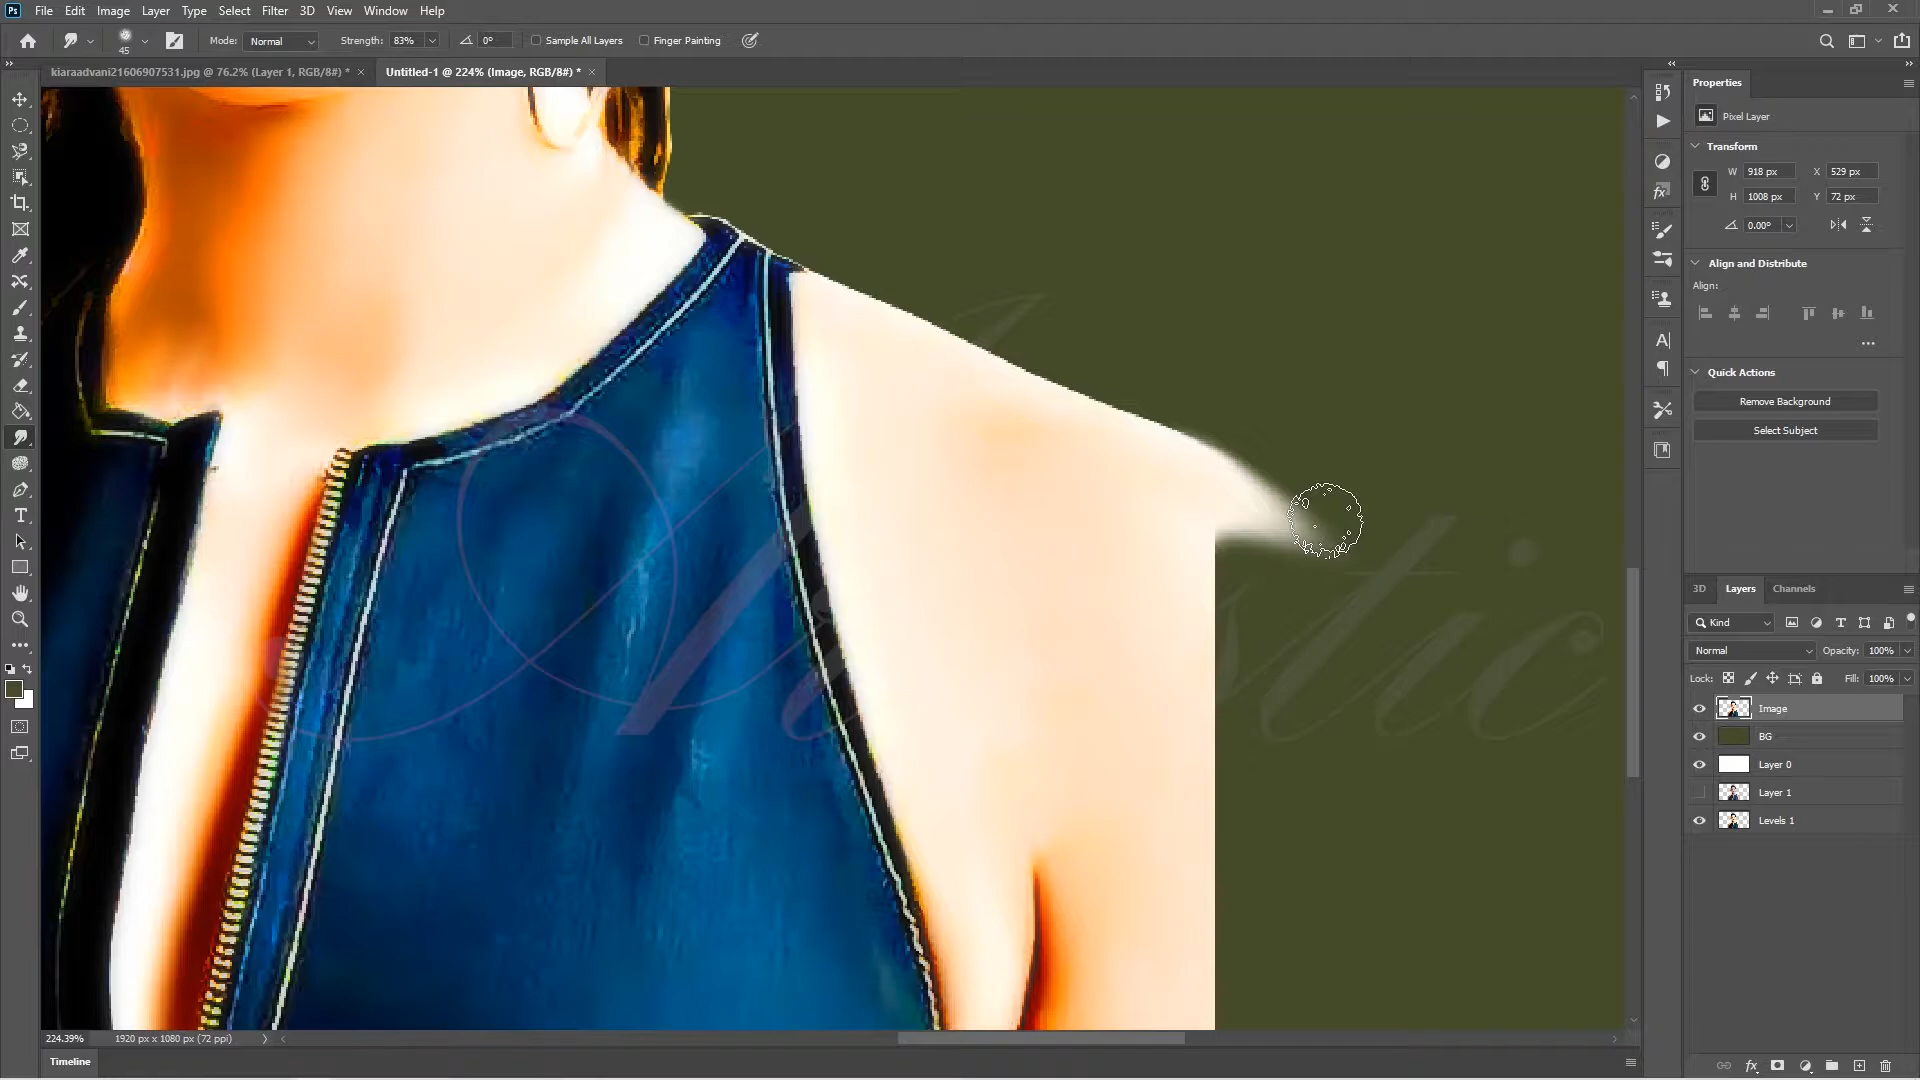 Ps File Edit Image Layer Type Select Filter 3D View Window Help
45 Mode: Normal Strength: 83% 0° Sample All Layers Finger Painting
kiaraadvani21606907531.jpg @ 76.2% (Layer 1, RGB/8#) * × Untitled-1 @ 224% (Image, RGB/8#) * ×
Properties
Pixel Layer
Transform
W 918 px X 529 px
H 1008 px Y 72 px
0.00°
Align and Distribute
Align:
Quick Actions
Remove Background
Select Subject
3D Layers Channels
Kind
Normal Opacity: 100%
Lock: Fill: 100%
Image
BG
Layer 0
Layer 1
Levels 1
224.39% 1920 px x 1080 px (72 ppi)
Timeline